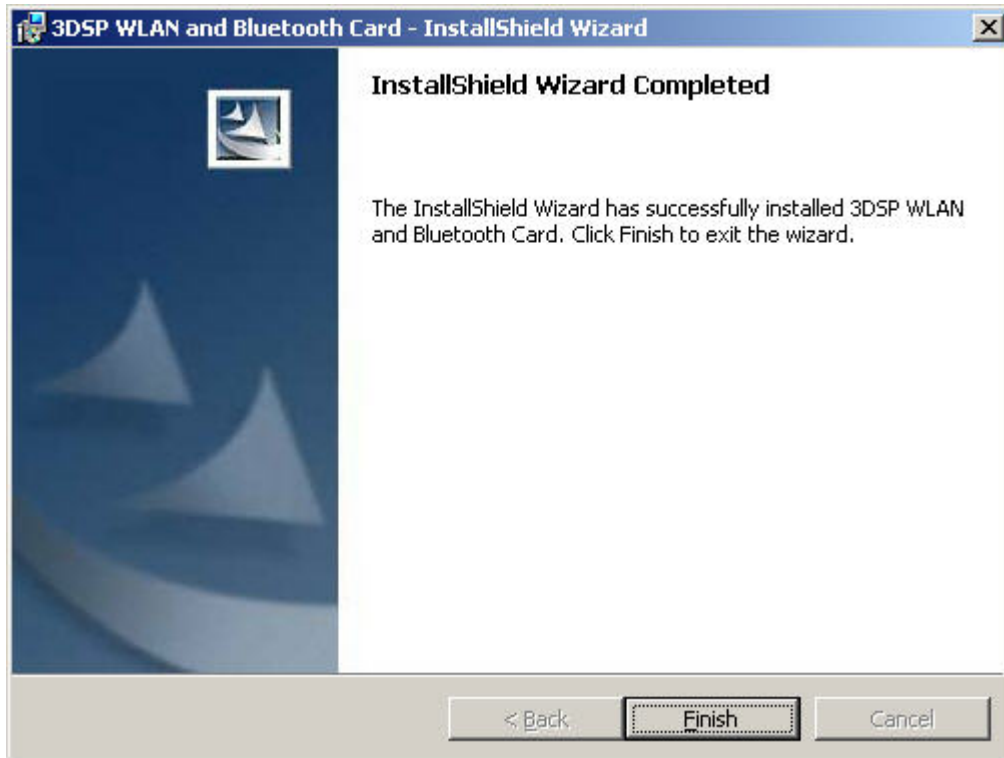 3DSP WLAN and Bluetooth Card - InstallShield Wizard
InstallShield Wizard Completed
The InstallShield Wizard has successfully installed 3DSP WLAN
and Bluetooth Card. Click Finish to exit the wizard.
< Back Finish Cancel